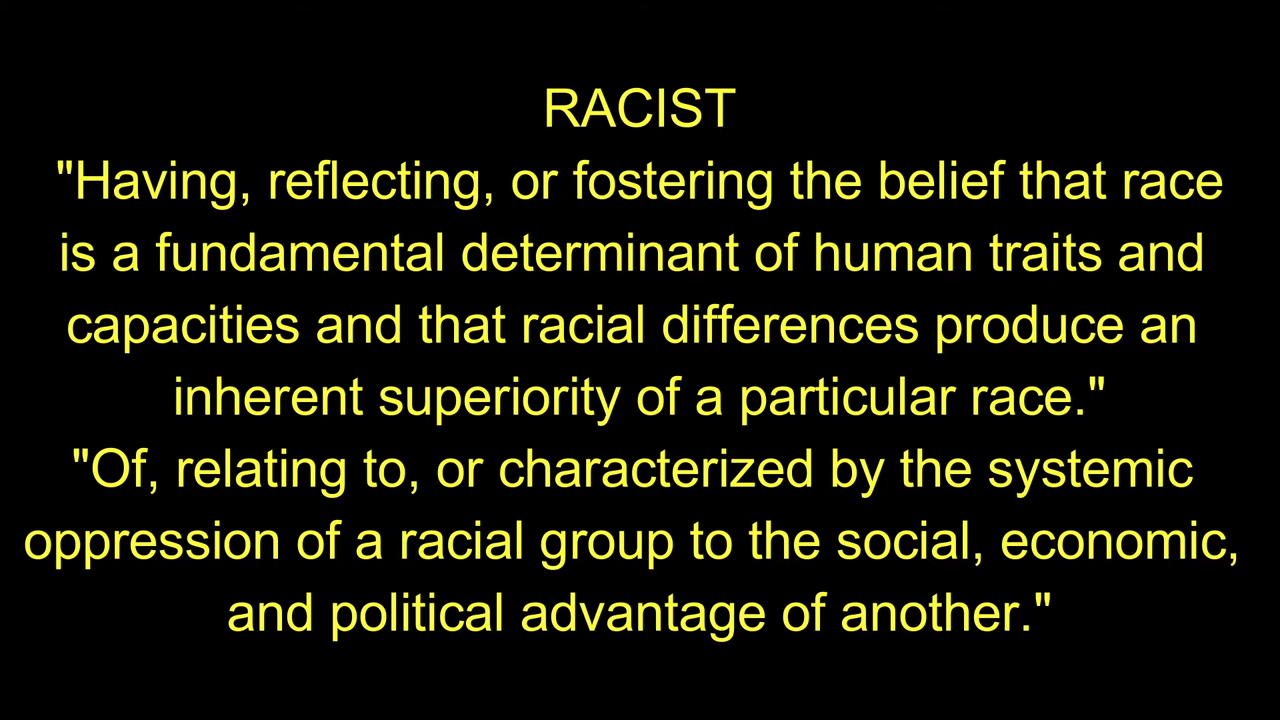 RACIST
"Having, reflecting, or fostering the belief that race
is a fundamental determinant of human traits and
capacities and that racial differences produce an
inherent superiority of a particular race."
"Of, relating to, or characterized by the systemic
oppression of a racial group to the social, economic,
and political advantage of another."